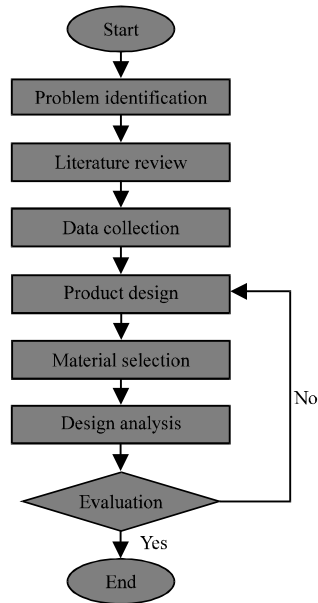 Start
Problem identification
Literature review
Data collection
Product design
Material selection
No
Design analysis
Evaluation
Yes
End